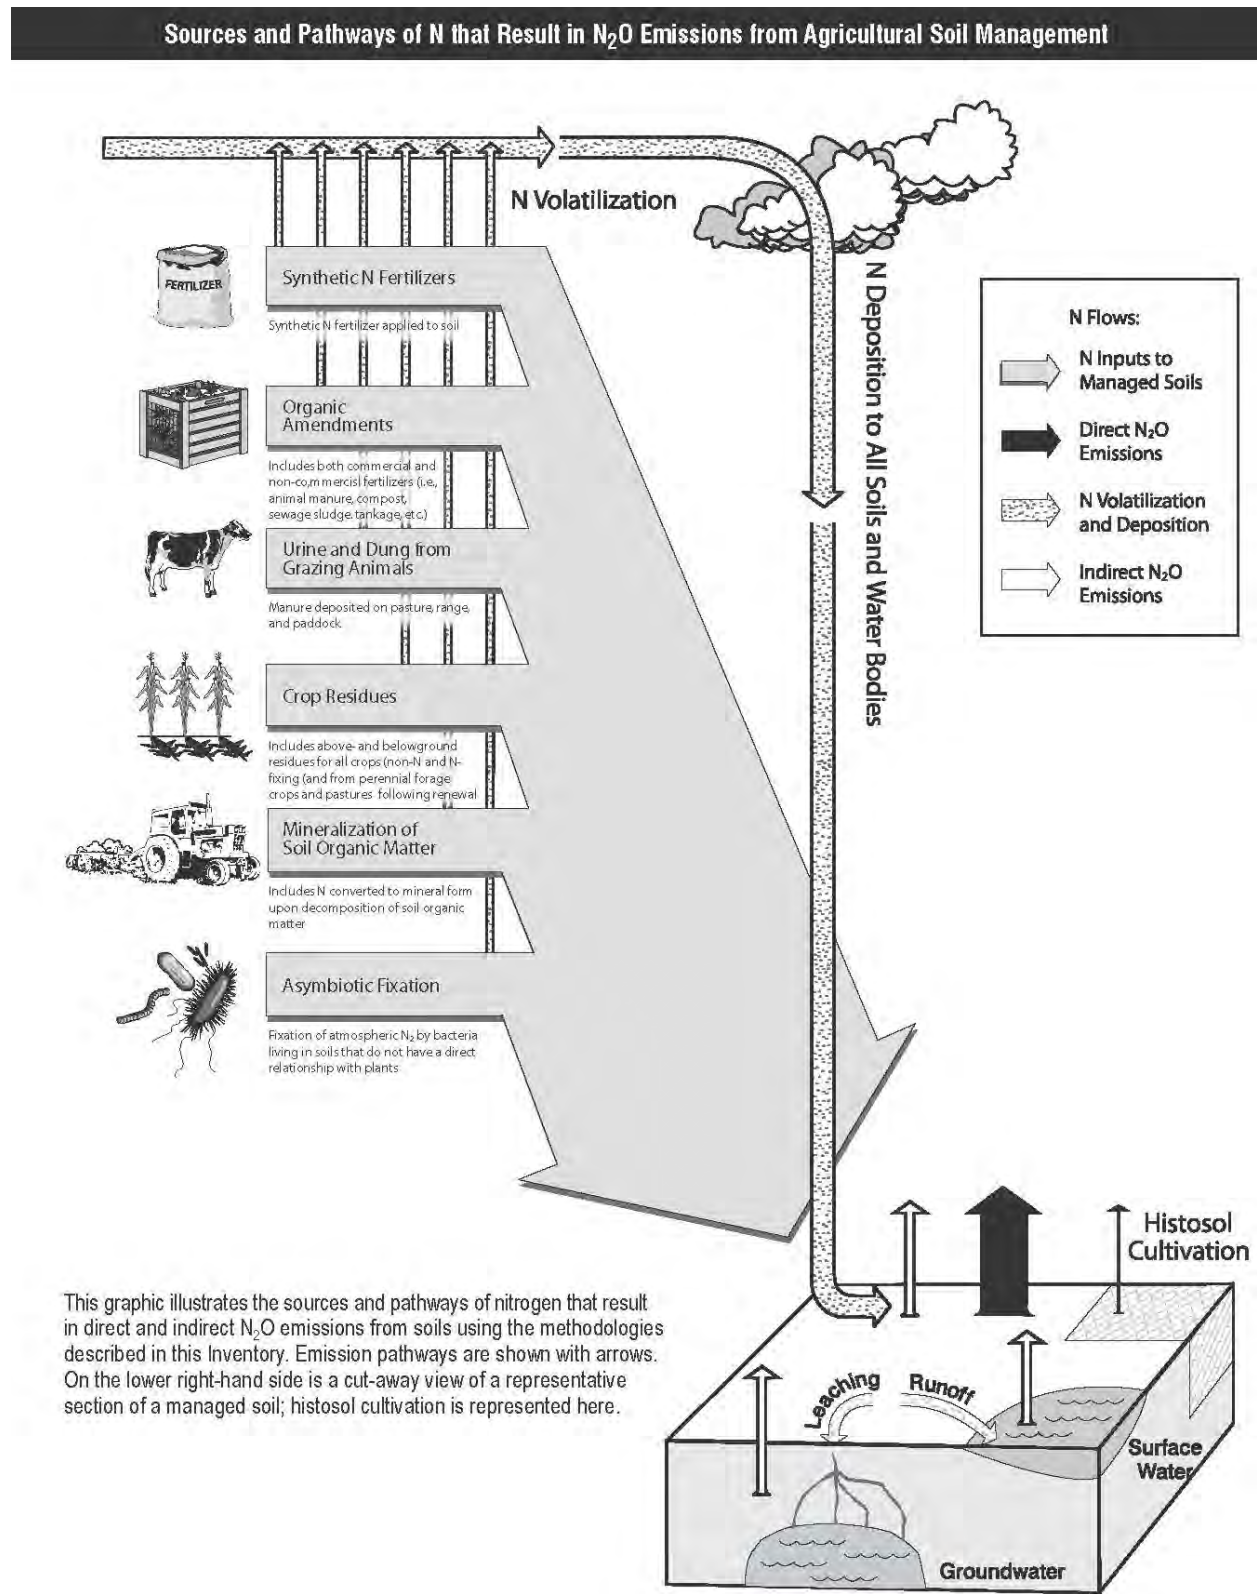 Sources and Pathways of N that Result in N₂O Emissions from Agricultural Soil Management
N Volatilization
FERTILIZER
Synthetic N Fertilizers
Synthetic N fertilizer applied to soil
Organic
Amendments
Includes both commercial and
non-co,mmercisl fertilizers (i.e.,
animal manure, compost,
sewage sludge, tankage, etc.)
Urine and Dung from
Grazing Animals
Manure deposited on pasture, range,
and paddock
Crop Residues
Includes above- and belowground
residues for all crops (non-N and N-
fixing (and from perennial forage
crops and pastures following renewal
Mineralization of
Soil Organic Matter
Includes N converted to mineral form
upon decomposition of soil organic
matter
Asymbiotic Fixation
Fixation of atmospheric N₂ by bacteria
living in soils that do not have a direct
relationship with plants
N Deposition to All Soils and Water Bodies
N Flows:
N Inputs to
Managed Soils
Direct N₂O
Emissions
N Volatilization
and Deposition
Indirect N₂O
Emissions
This graphic illustrates the sources and pathways of nitrogen that result
in direct and indirect N₂O emissions from soils using the methodologies
described in this Inventory. Emission pathways are shown with arrows.
On the lower right-hand side is a cut-away view of a representative
section of a managed soil; histosol cultivation is represented here.
Histosol
Cultivation
Leaching
Runoff
Surface
Water
Groundwater